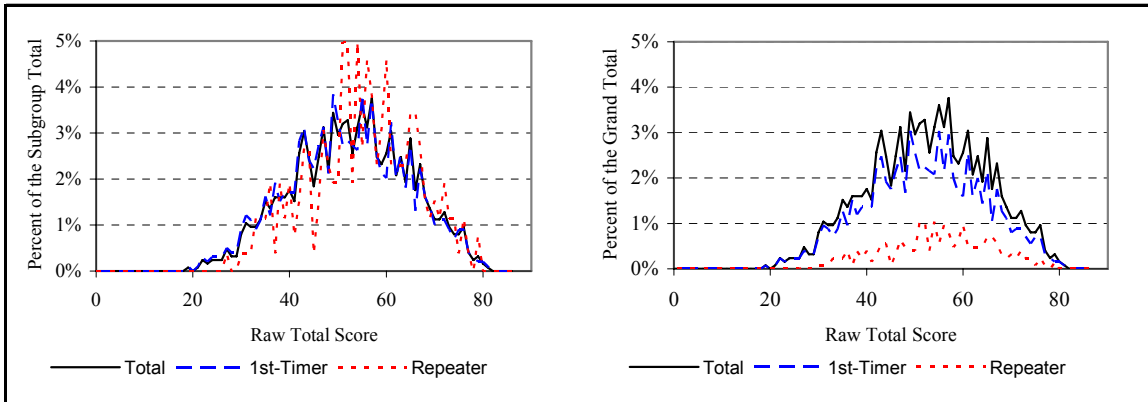 Percent of the Subgroup Total
5%
4%
3%
2%
1%
0%
0 20 40 60 80
Raw Total Score
Total 1st-Timer Repeater
Percent of the Grand Total
5%
4%
3%
2%
1%
0%
0 20 40 60 80
Raw Total Score
Total 1st-Timer Repeater